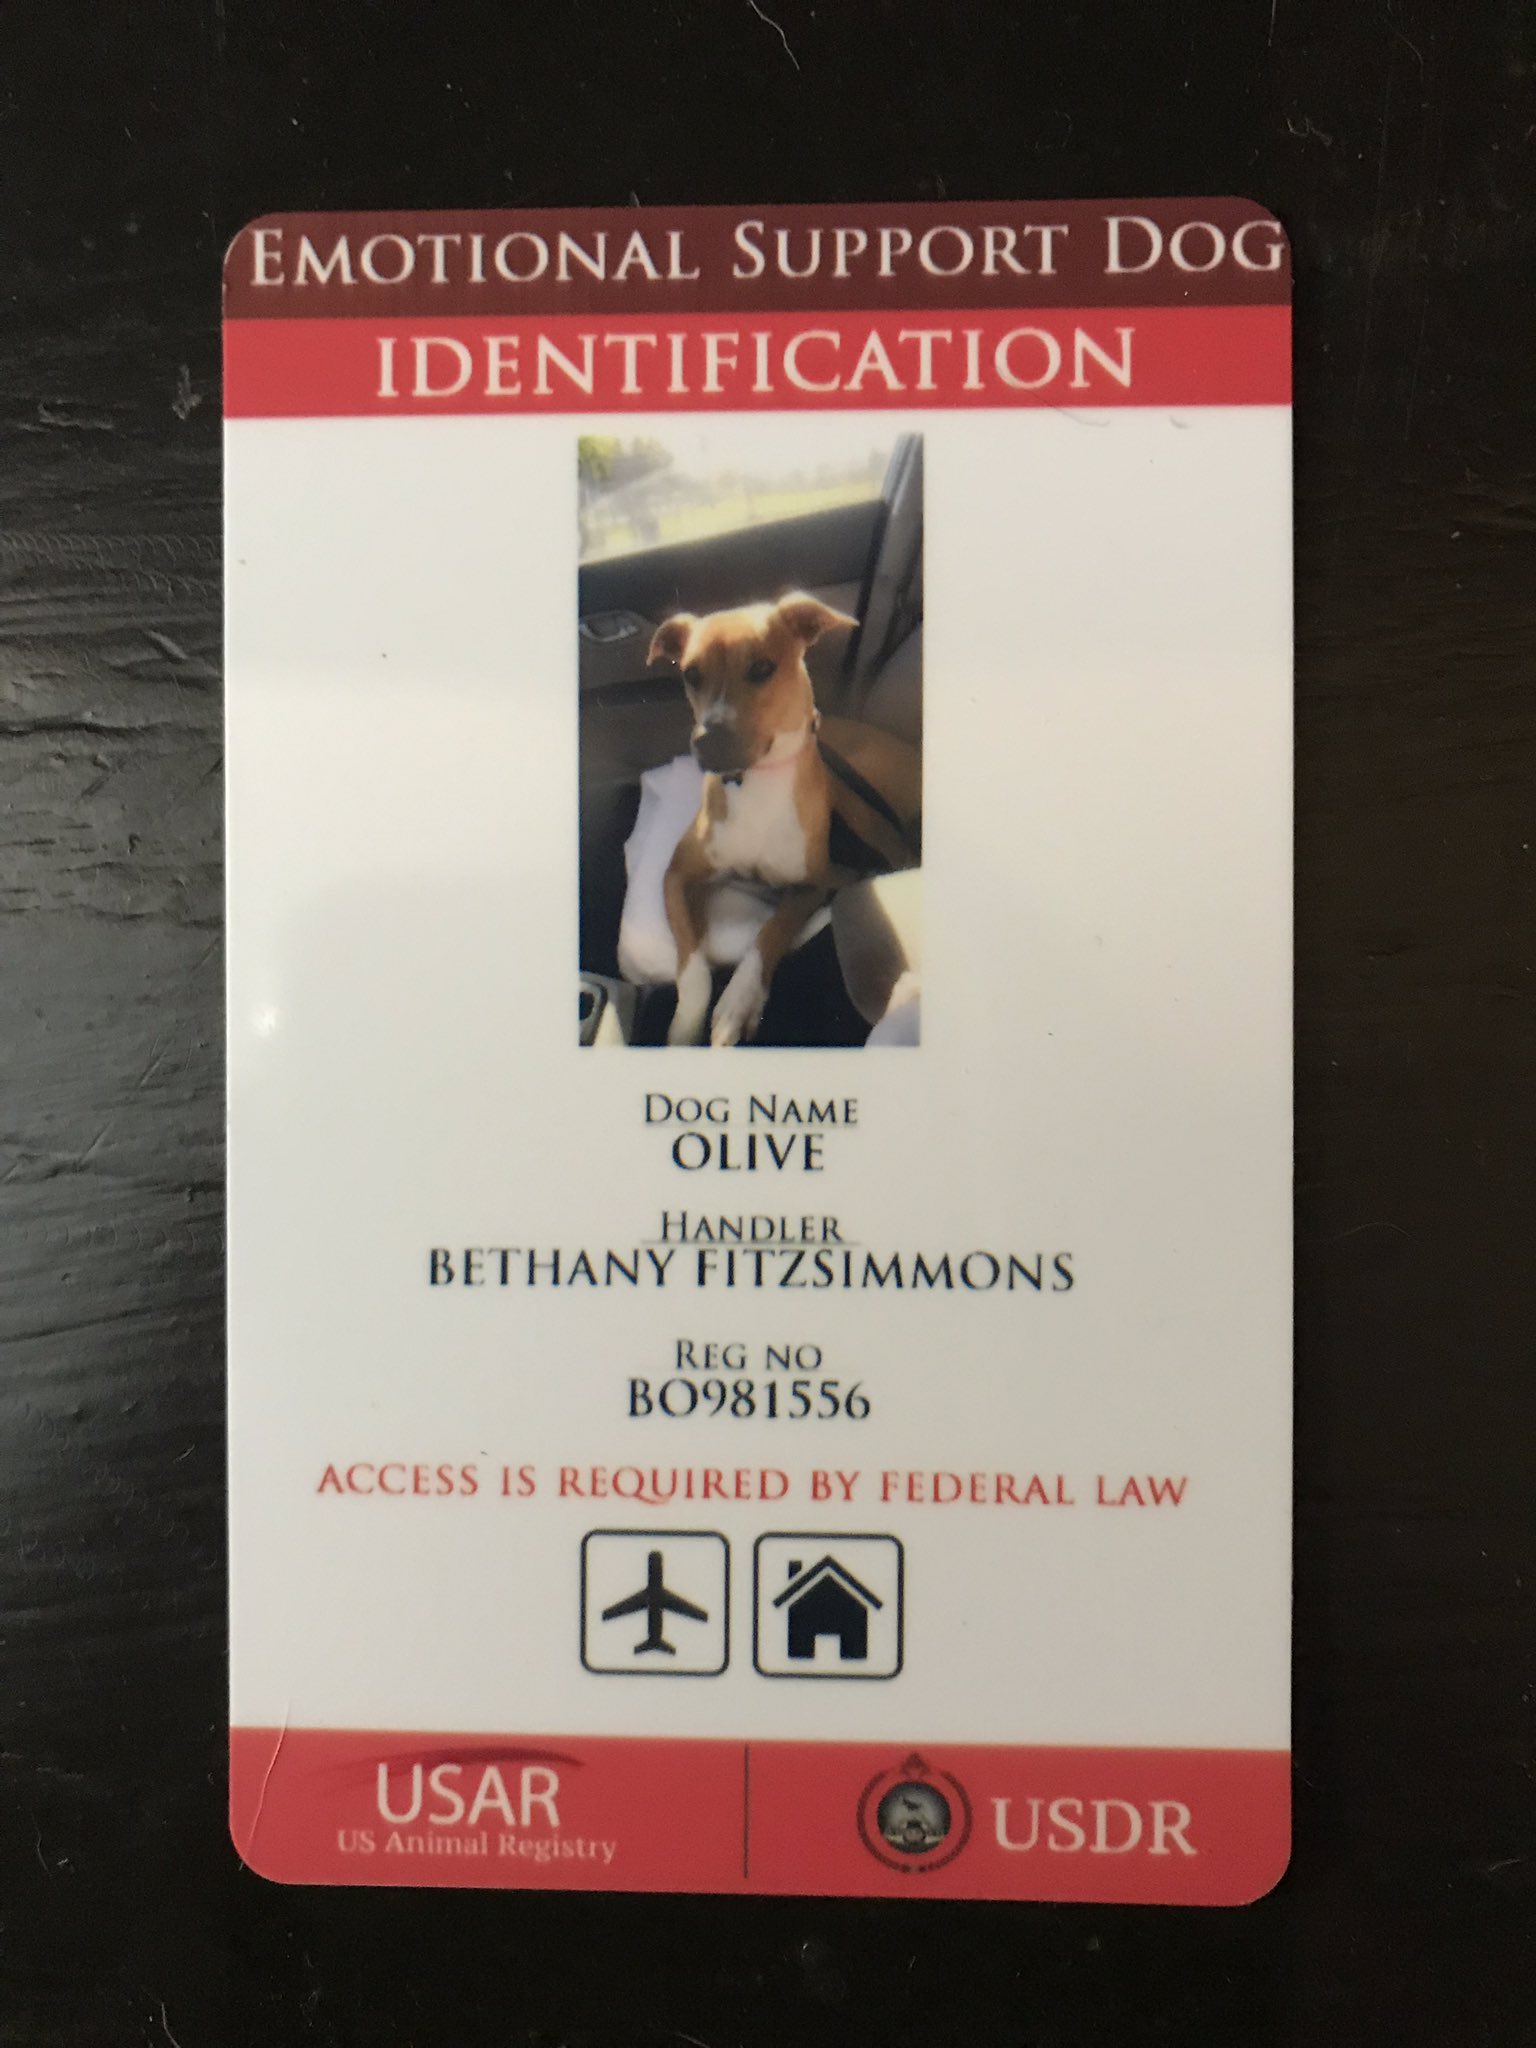 EMOTIONAL SUPPORT DOG
IDENTIFICATION
DOG NAME
OLIVE
HANDLER
BETHANY FITZSIMMONS
REG NO
BO981556
ACCESS IS REQUIRED BY FEDERAL LAW
USAR
US Animal Registry
USDR